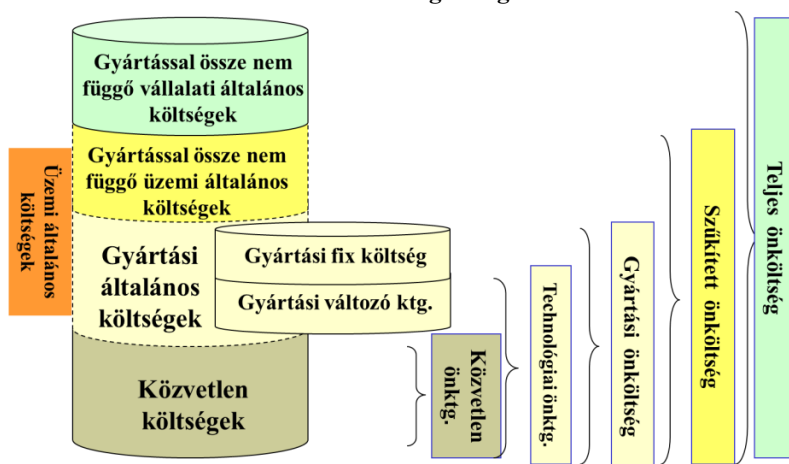 Gyártással össze nem
függő vállalati általános
költségek
Gyártással össze nem
függő üzemi általános
költségek
Üzemi általános
költségek
Gyártási
általános
költségek
Gyártási fix költség
Gyártási változó ktg.
Közvetlen
költségek
Közvetlen
önktg.
Technológiai önktg.
Gyártási önköltség
Szűkített önköltség
Teljes önköltség